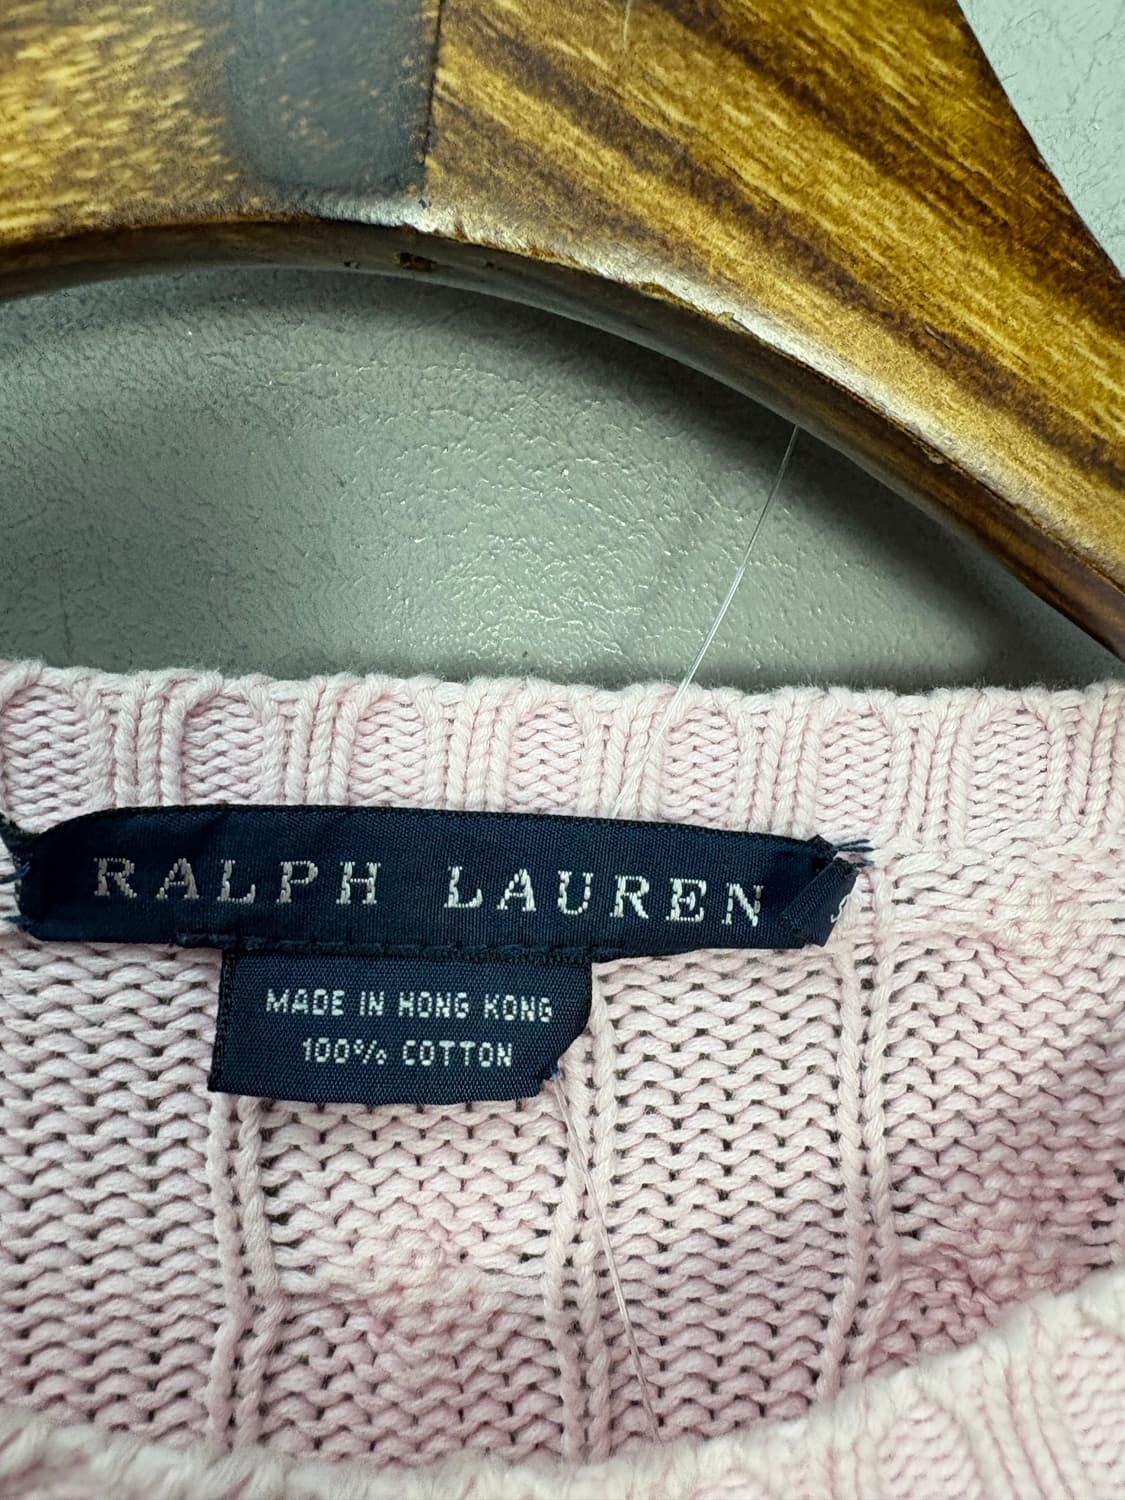 RALPH LAUREN
MADE IN HONG KONG
100% COTTON